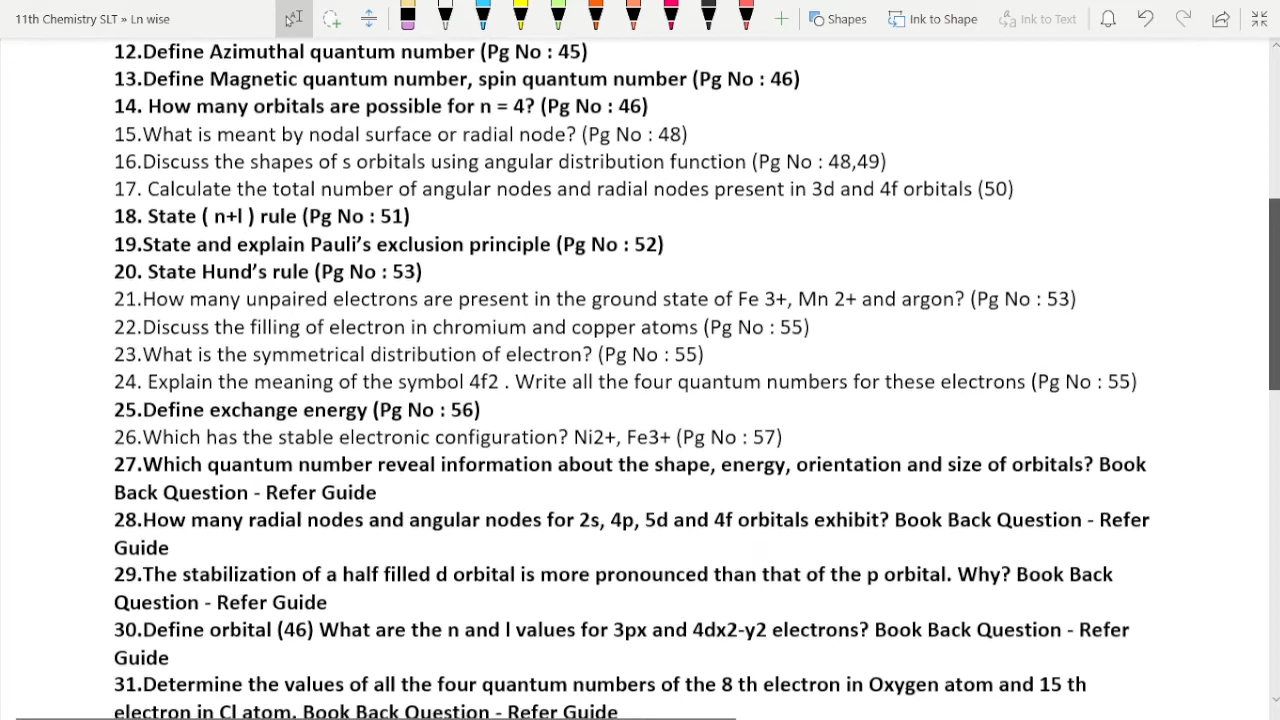 11th Chemistry SLT » Ln wise
Shapes
Ink to Shape
Ink to Text
12.Define Azimuthal quantum number (Pg No : 45)
13.Define Magnetic quantum number, spin quantum number (Pg No : 46)
14. How many orbitals are possible for n = 4? (Pg No : 46)
15.What is meant by nodal surface or radial node? (Pg No : 48)
16.Discuss the shapes of s orbitals using angular distribution function (Pg No : 48,49)
17. Calculate the total number of angular nodes and radial nodes present in 3d and 4f orbitals (50)
18. State ( n+l ) rule (Pg No : 51)
19.State and explain Pauli’s exclusion principle (Pg No : 52)
20. State Hund’s rule (Pg No : 53)
21.How many unpaired electrons are present in the ground state of Fe 3+, Mn 2+ and argon? (Pg No : 53)
22.Discuss the filling of electron in chromium and copper atoms (Pg No : 55)
23.What is the symmetrical distribution of electron? (Pg No : 55)
24. Explain the meaning of the symbol 4f2 . Write all the four quantum numbers for these electrons (Pg No : 55)
25.Define exchange energy (Pg No : 56)
26.Which has the stable electronic configuration? Ni2+, Fe3+ (Pg No : 57)
27.Which quantum number reveal information about the shape, energy, orientation and size of orbitals? Book
Back Question - Refer Guide
28.How many radial nodes and angular nodes for 2s, 4p, 5d and 4f orbitals exhibit? Book Back Question - Refer
Guide
29.The stabilization of a half filled d orbital is more pronounced than that of the p orbital. Why? Book Back
Question - Refer Guide
30.Define orbital (46) What are the n and l values for 3px and 4dx2-y2 electrons? Book Back Question - Refer
Guide
31.Determine the values of all the four quantum numbers of the 8 th electron in Oxygen atom and 15 th
electron in Cl atom. Book Back Question - Refer Guide